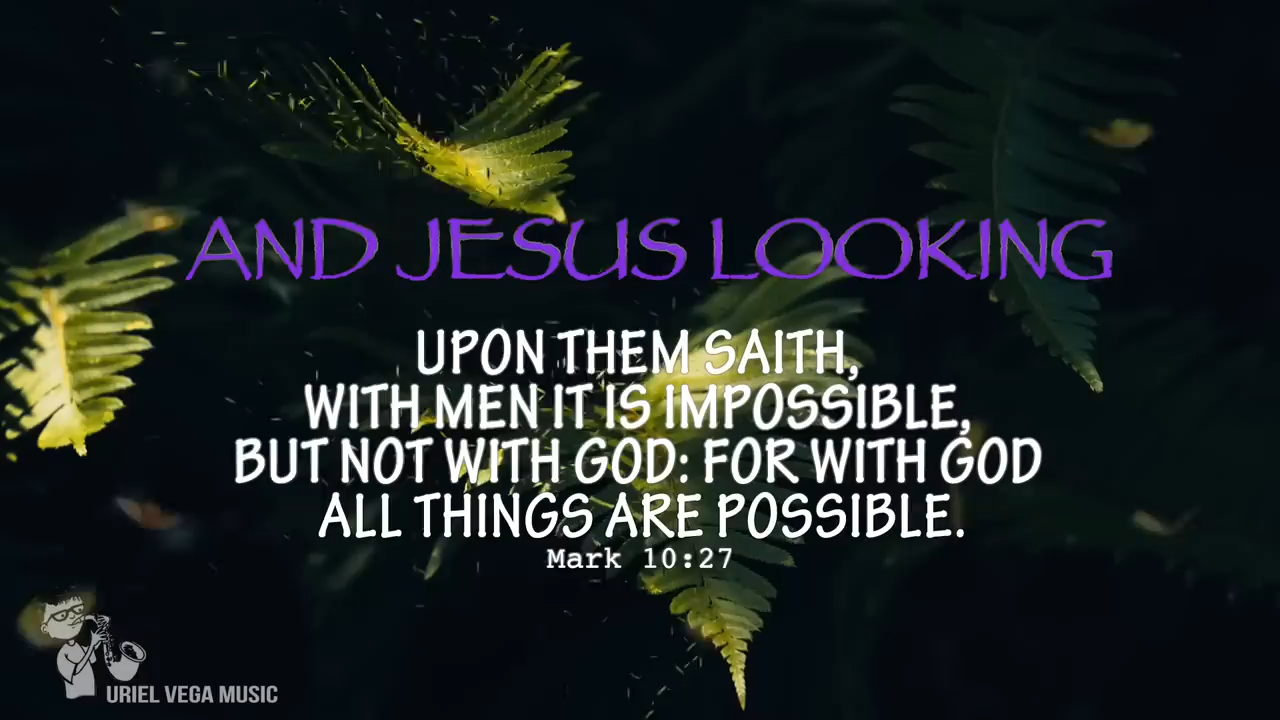 AND JESUS LOOKING
UPON THEM SAITH,
WITH MEN IT IS IMPOSSIBLE,
BUT NOT WITH GOD: FOR WITH GOD
ALL THINGS ARE POSSIBLE.
Mark 10:27
URIEL VEGA MUSIC